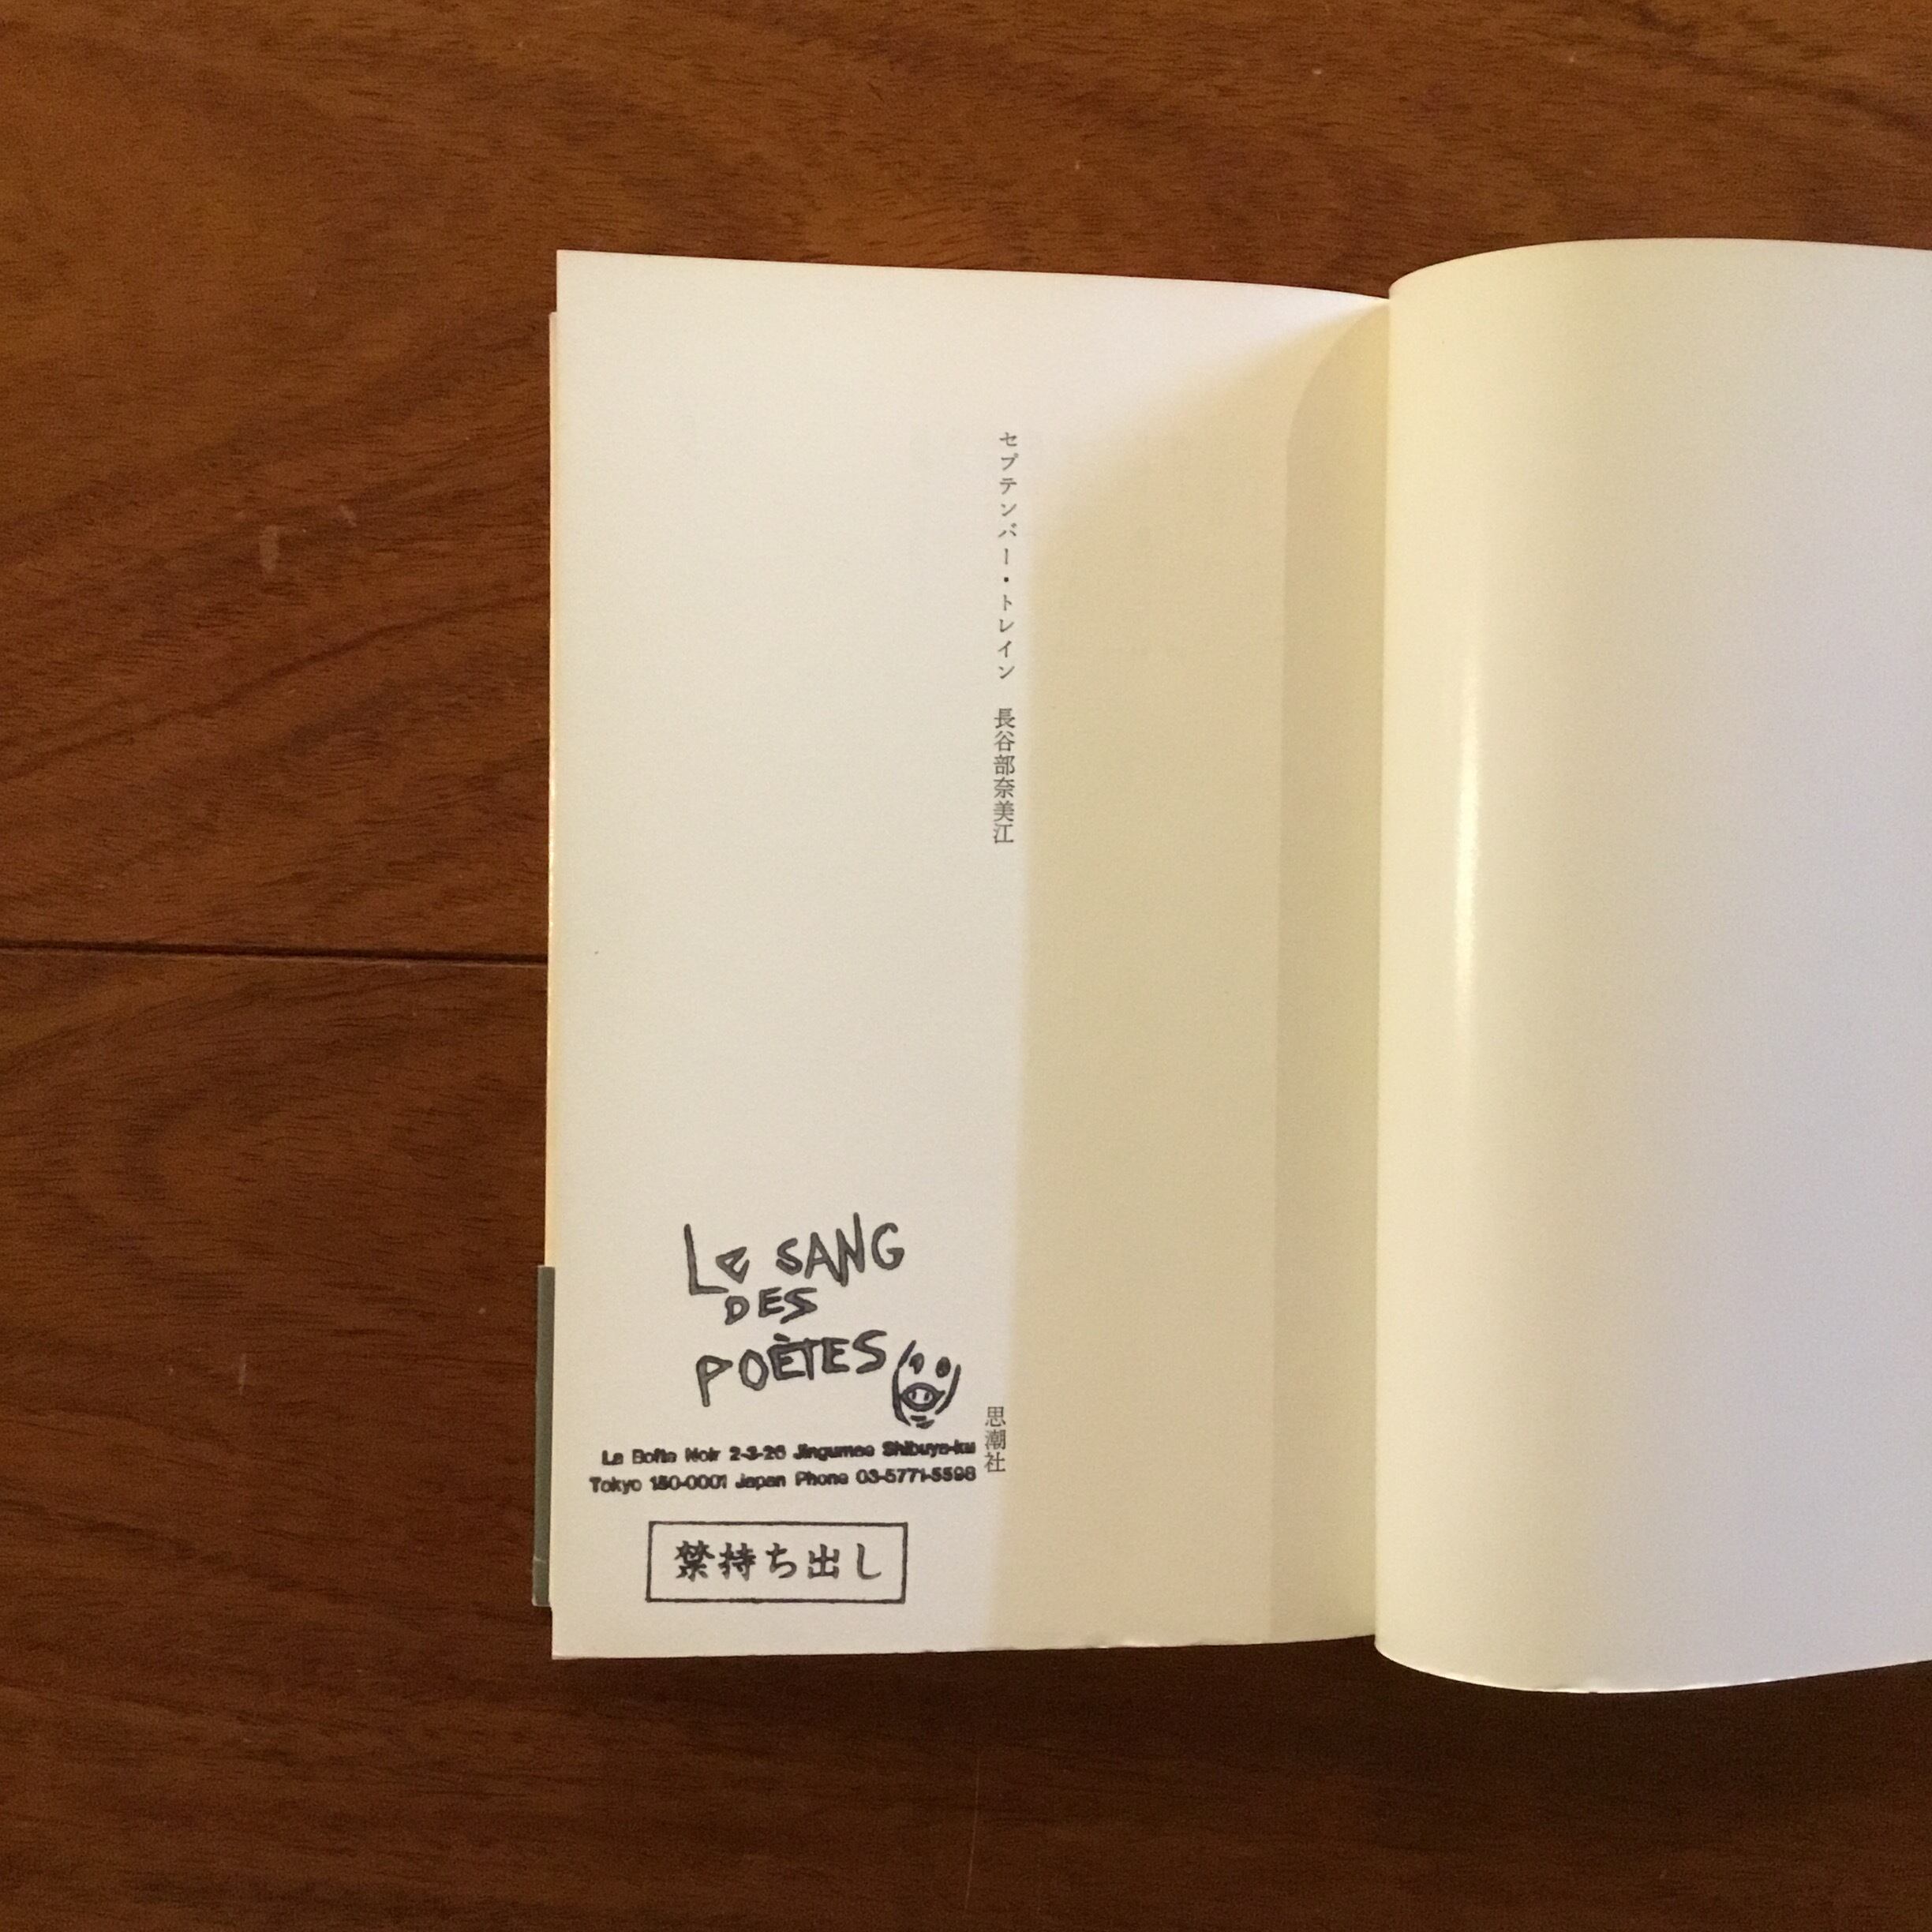 セプテンバー・トレイン 長谷部奈美江
思潮社
Le SANG
DES
POÈTES
La Boîte Noir 2-3-26 Jingumae Shibuya-ku
Tokyo 150-0001 Japan Phone 03-5771-5598
禁持ち出し